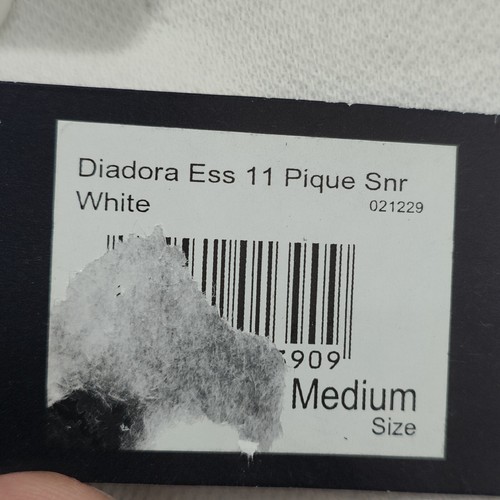 Diadora Ess 11 Pique Snr
White
021229
909
Medium
Size